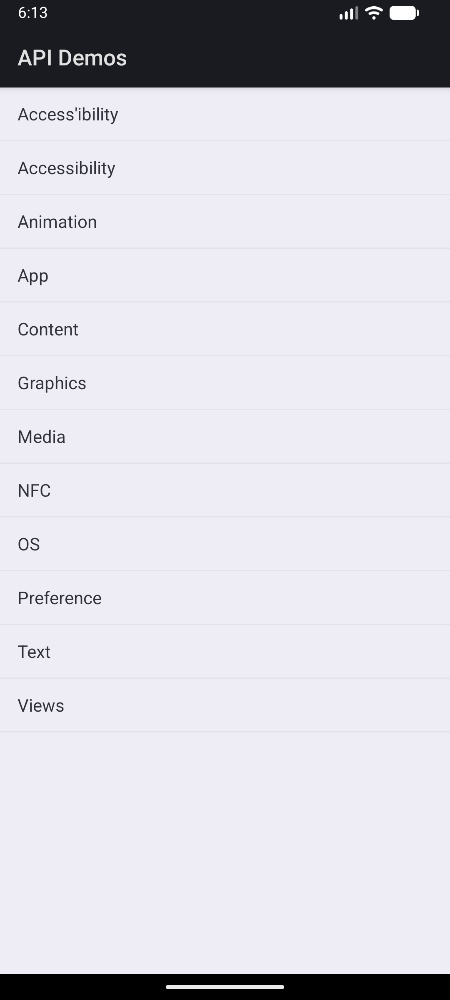 6:13
API Demos
Access'ibility
Accessibility
Animation
App
Content
Graphics
Media
NFC
OS
Preference
Text
Views